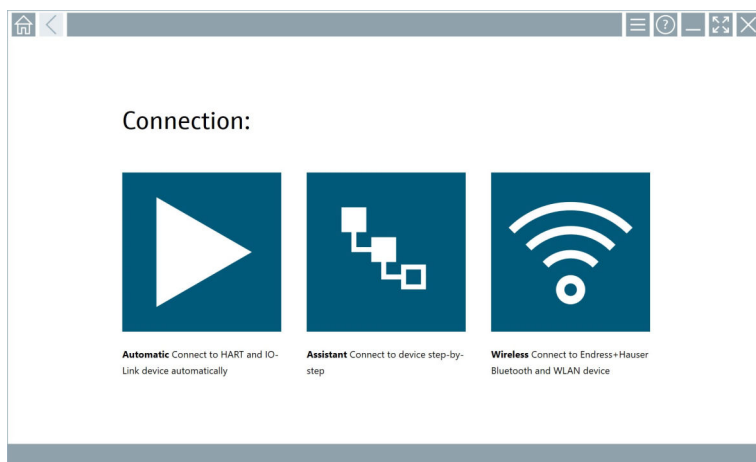 Connection:
Automatic Connect to HART and IO-
Link device automatically
Assistant Connect to device step-by-
step
Wireless Connect to Endress+Hauser
Bluetooth and WLAN device